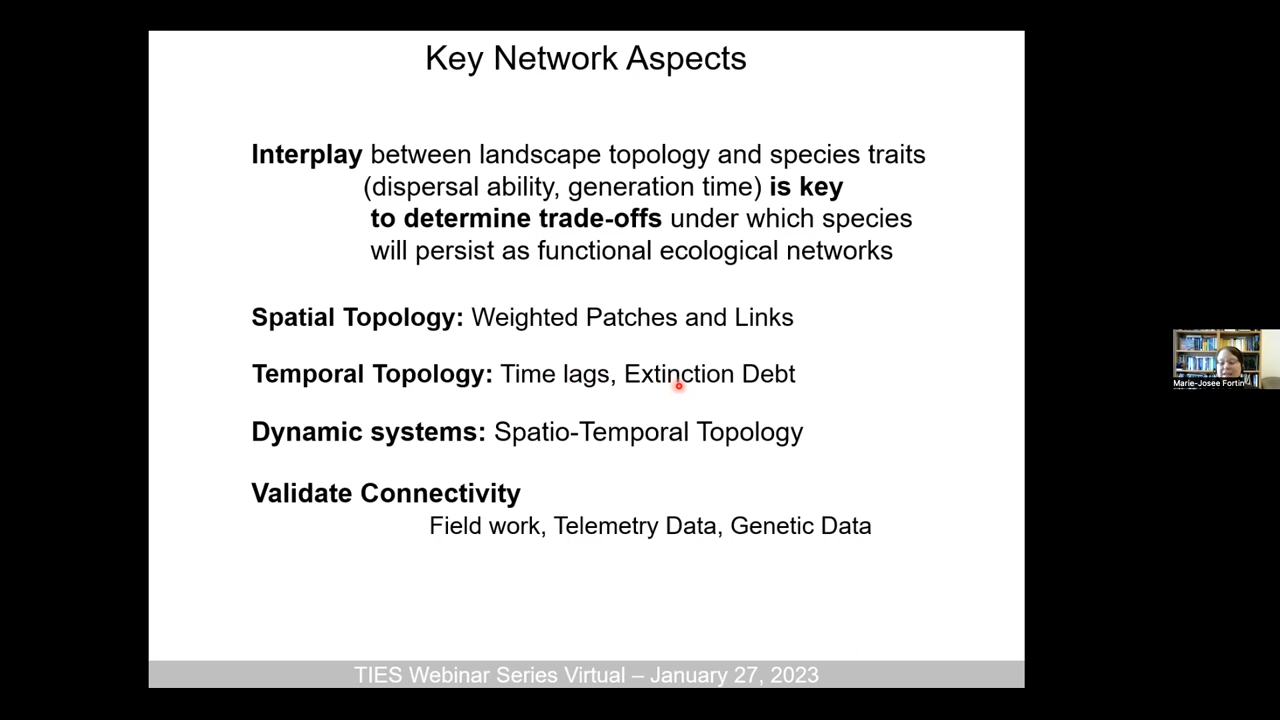 Key Network Aspects
Interplay between landscape topology and species traits
(dispersal ability, generation time) is key
to determine trade-offs under which species
will persist as functional ecological networks
Spatial Topology: Weighted Patches and Links
Temporal Topology: Time lags, Extinction Debt
Dynamic systems: Spatio-Temporal Topology
Validate Connectivity
Field work, Telemetry Data, Genetic Data
Marie-Josee Fortin
TIES Webinar Series Virtual – January 27, 2023